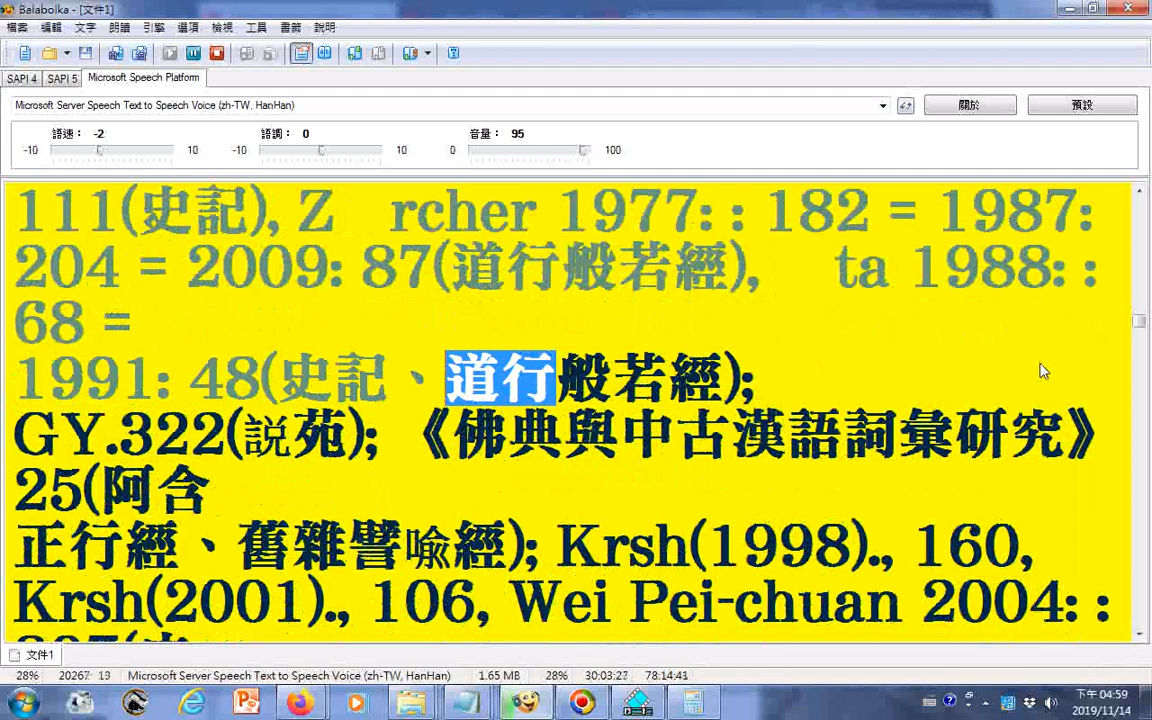 Balabolka - [文件1]
檔案 編輯 文字 朗讀 引擎 選項 檢視 工具 書籤 說明
SAPI 4 SAPI 5 Microsoft Speech Platform
Microsoft Server Speech Text to Speech Voice (zh-TW, HanHan) 關於 預設
語速： -2 語調： 0 音量： 95
-10 10 -10 10 0 100
111(史記), Z rcher 1977: : 182 = 1987:
204 = 2009: 87(道行般若經), ta 1988: :
68 =
1991: 48(史記、道行般若經);
GY.322(説苑); 《佛典與中古漢語詞彙研究》
25(阿含
正行經、舊雜譬喩經); Krsh(1998)., 160,
Krsh(2001)., 106, Wei Pei-chuan 2004: :
文件1
28% 20267: 13 Microsoft Server Speech Text to Speech Voice (zh-TW, HanHan) 1.65 MB 28% 30:03:27 78:14:41
下午 04:59
2019/11/14